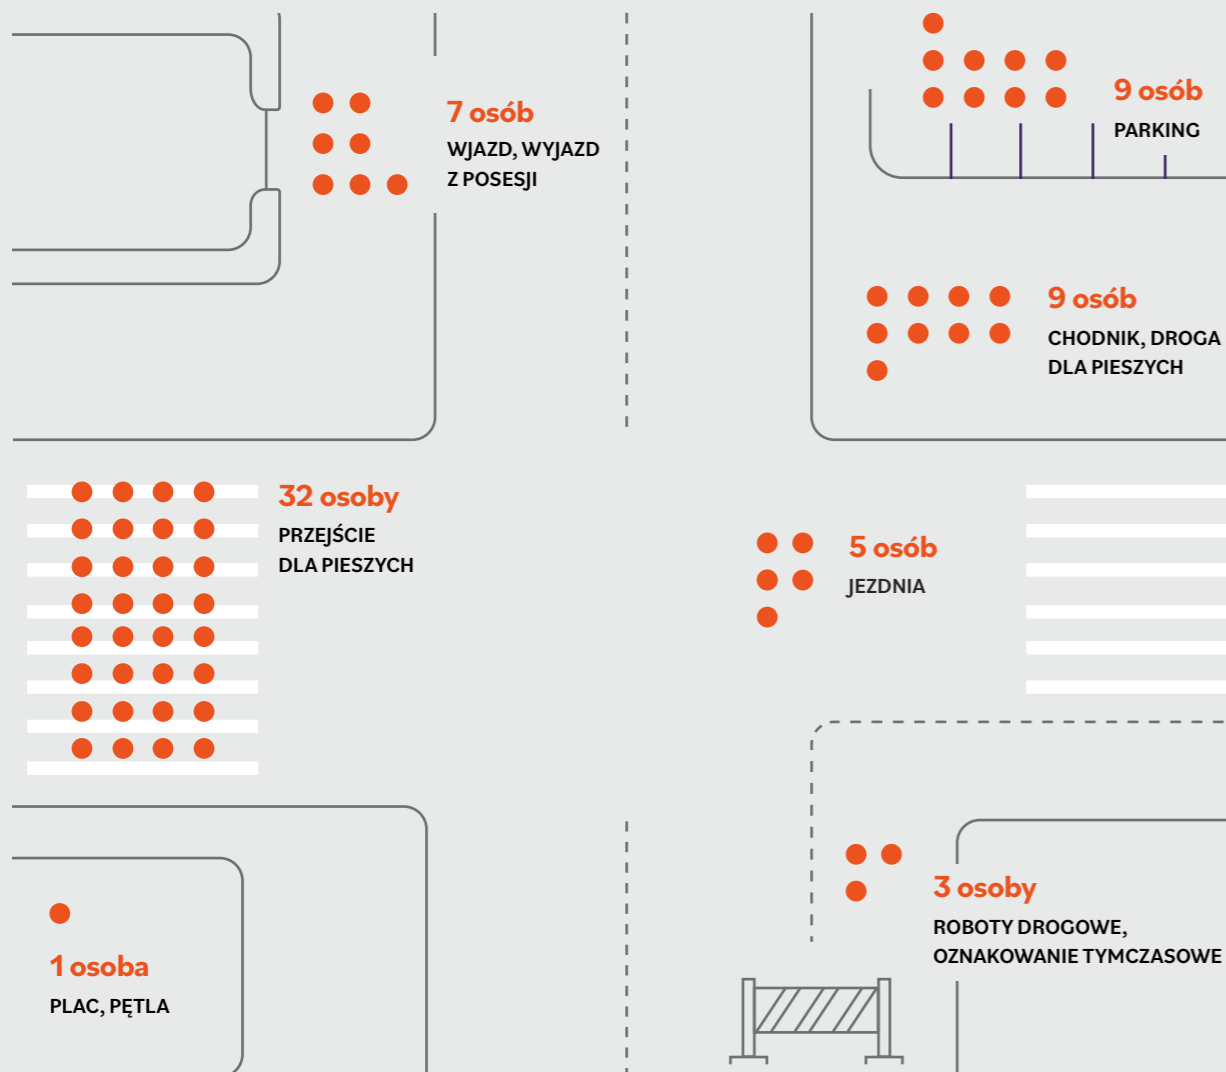 7 osób
WJAZD, WYJAZD
Z POSESJI
9 osób
PARKING
9 osób
CHODNIK, DROGA
DLA PIESZYCH
32 osoby
PRZEJŚCIE
DLA PIESZYCH
5 osób
JEZDNIA
1 osoba
PLAC, PĘTLA
3 osoby
ROBOTY DROGOWE,
OZNAKOWANIE TYMCZASOWE